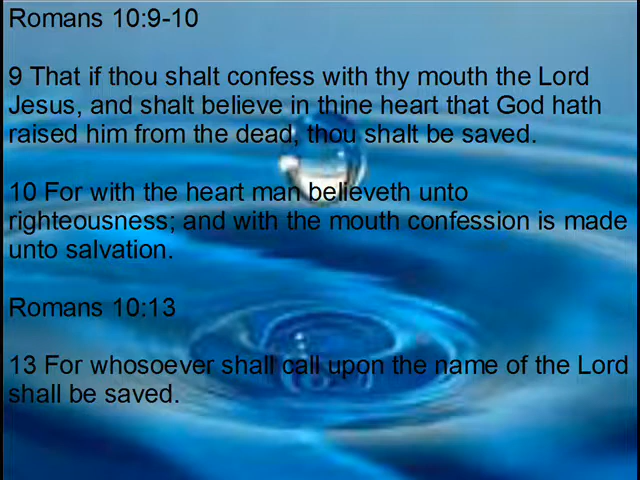 Romans 10:9-10
9 That if thou shalt confess with thy mouth the Lord
Jesus, and shalt believe in thine heart that God hath
raised him from the dead, thou shalt be saved.
10 For with the heart man believeth unto
righteousness; and with the mouth confession is made
unto salvation.
Romans 10:13
13 For whosoever shall call upon the name of the Lord
shall be saved.